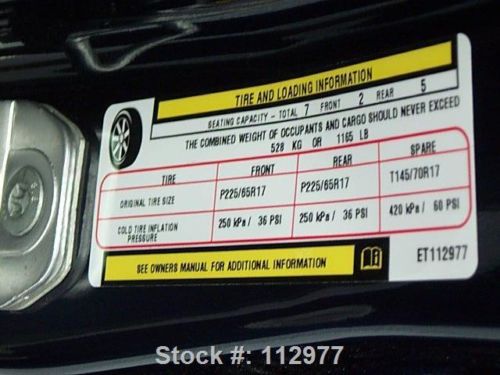 TIRE AND LOADING INFORMATION
SEATING CAPACITY - TOTAL 7 FRONT 2 REAR 5
THE COMBINED WEIGHT OF OCCUPANTS AND CARGO SHOULD NEVER EXCEED
528 KG OR 1165 LB
TIRE FRONT REAR SPARE
ORIGINAL TIRE SIZE P225/65R17 P225/65R17 T145/70R17
COLD TIRE INFLATION PRESSURE 250 kPa / 36 PSI 250 kPa / 36 PSI 420 kPa / 60 PSI
SEE OWNERS MANUAL FOR ADDITIONAL INFORMATION
ET112977
Stock #: 112977